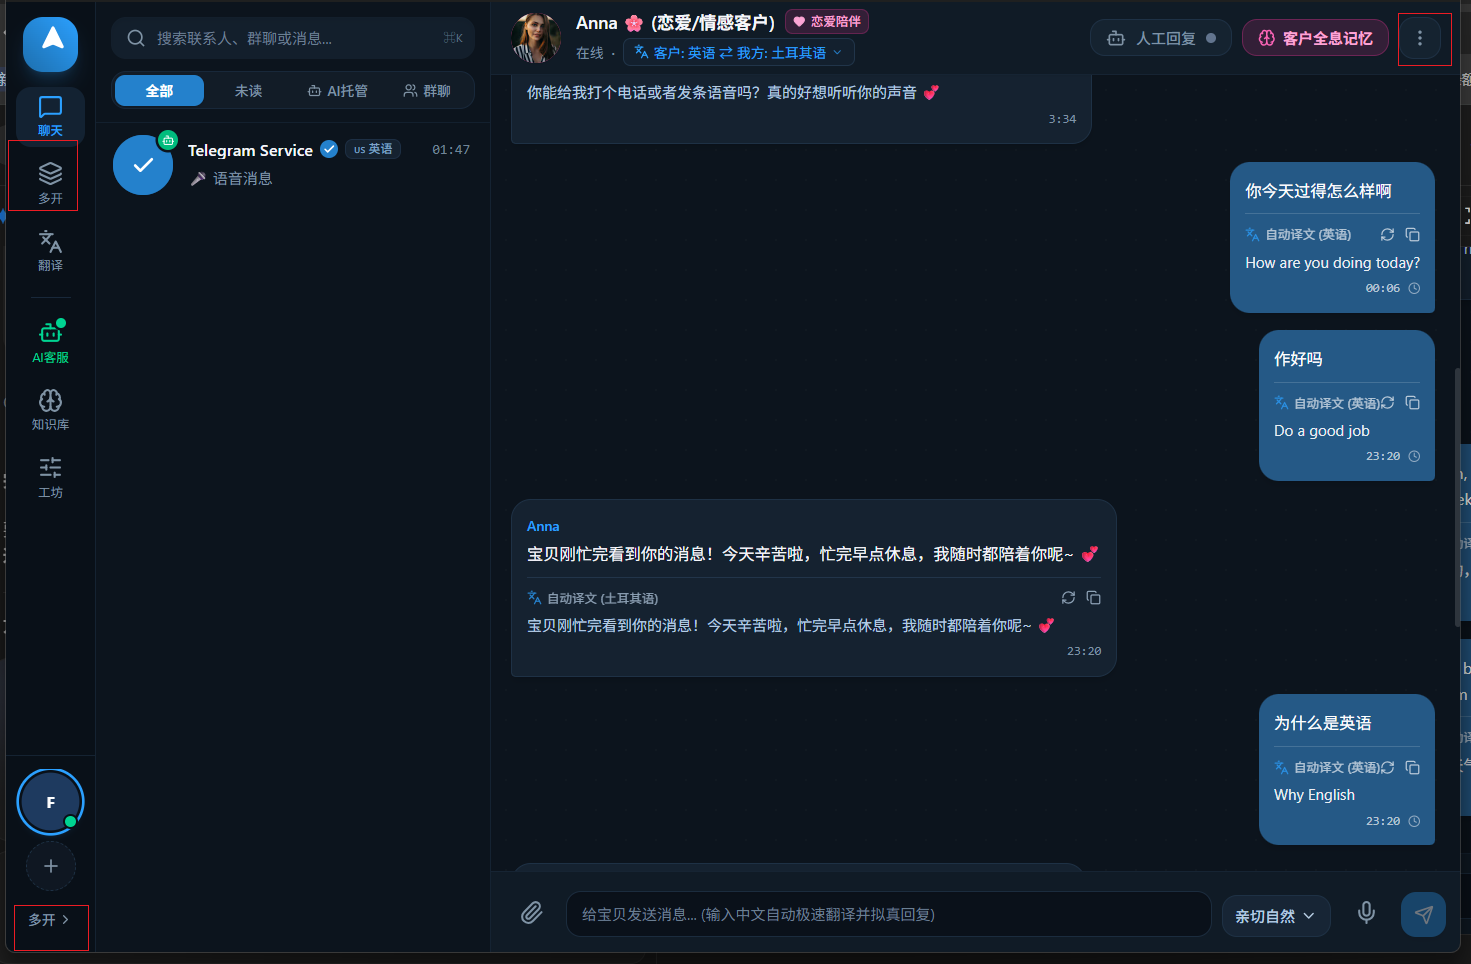 聊天
多开
翻译
AI客服
知识库
工坊
F
+
多开 >
搜索联系人、群聊或消息...
⌘K
全部
未读
AI托管
群聊
Telegram Service
us 英语
01:47
语音消息
Anna 🌸 (恋爱/情感客户)
恋爱陪伴
在线 · 客户: 英语 ⇄ 我方: 土耳其语
人工回复
客户全息记忆
你能给我打个电话或者发条语音吗？真的好想听听你的声音 💕
3:34
你今天过得怎么样啊
自动译文 (英语)
How are you doing today?
00:06
作好吗
自动译文 (英语)
Do a good job
23:20
Anna
宝贝刚忙完看到你的消息！今天辛苦啦，忙完早点休息，我随时都陪着你呢~ 💕
自动译文 (土耳其语)
宝贝刚忙完看到你的消息！今天辛苦啦，忙完早点休息，我随时都陪着你呢~ 💕
23:20
为什么是英语
自动译文 (英语)
Why English
23:20
给宝贝发送消息... (输入中文自动极速翻译并拟真回复)
亲切自然